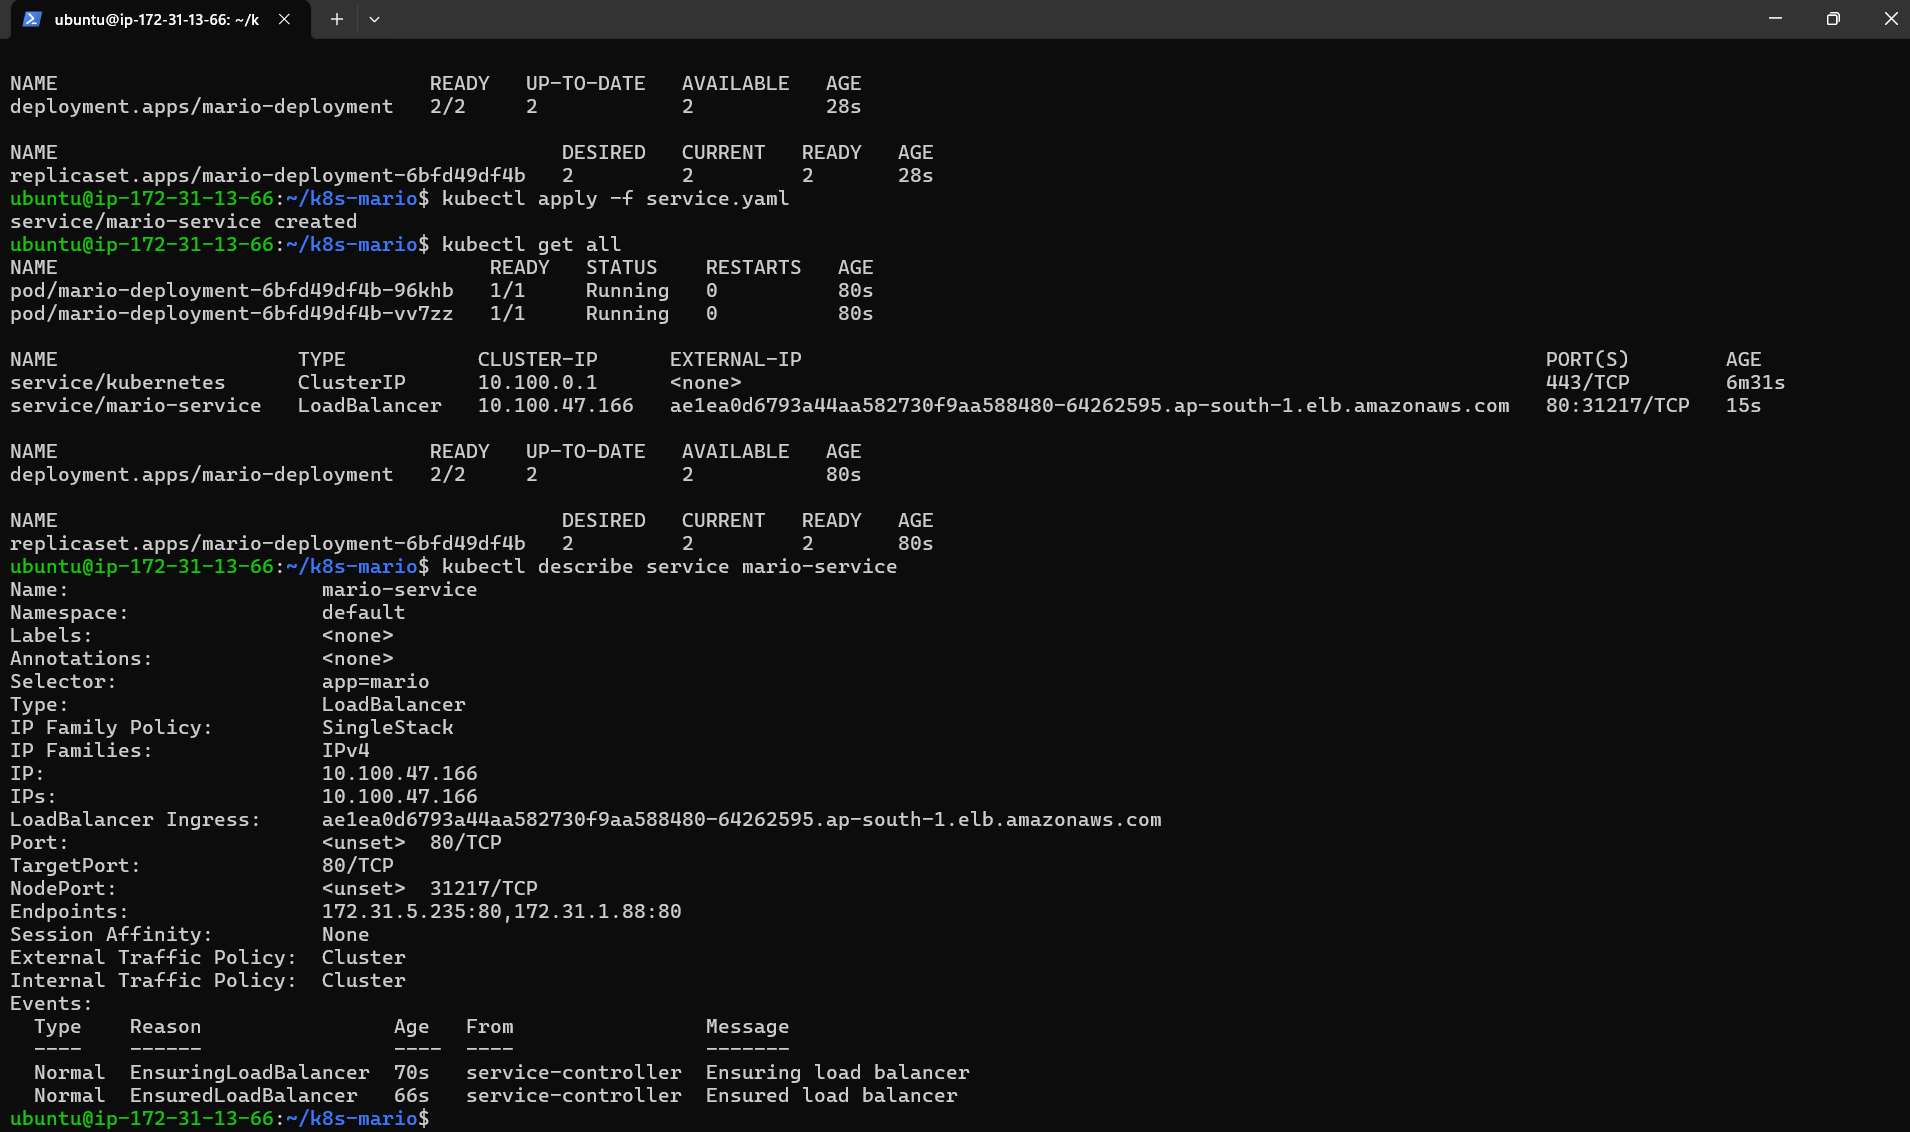 ubuntu@ip-172-31-13-66: ~/k
NAME READY UP-TO-DATE AVAILABLE AGE
deployment.apps/mario-deployment 2/2 2 2 28s
NAME DESIRED CURRENT READY AGE
replicaset.apps/mario-deployment-6bfd49df4b 2 2 2 28s
ubuntu@ip-172-31-13-66:~/k8s-mario$ kubectl apply -f service.yaml
service/mario-service created
ubuntu@ip-172-31-13-66:~/k8s-mario$ kubectl get all
NAME READY STATUS RESTARTS AGE
pod/mario-deployment-6bfd49df4b-96khb 1/1 Running 0 80s
pod/mario-deployment-6bfd49df4b-vv7zz 1/1 Running 0 80s
NAME TYPE CLUSTER-IP EXTERNAL-IP PORT(S) AGE
service/kubernetes ClusterIP 10.100.0.1 <none> 443/TCP 6m31s
service/mario-service LoadBalancer 10.100.47.166 ae1ea0d6793a44aa582730f9aa588480-64262595.ap-south-1.elb.amazonaws.com 80:31217/TCP 15s
NAME READY UP-TO-DATE AVAILABLE AGE
deployment.apps/mario-deployment 2/2 2 2 80s
NAME DESIRED CURRENT READY AGE
replicaset.apps/mario-deployment-6bfd49df4b 2 2 2 80s
ubuntu@ip-172-31-13-66:~/k8s-mario$ kubectl describe service mario-service
Name: mario-service
Namespace: default
Labels: <none>
Annotations: <none>
Selector: app=mario
Type: LoadBalancer
IP Family Policy: SingleStack
IP Families: IPv4
IP: 10.100.47.166
IPs: 10.100.47.166
LoadBalancer Ingress: ae1ea0d6793a44aa582730f9aa588480-64262595.ap-south-1.elb.amazonaws.com
Port: <unset> 80/TCP
TargetPort: 80/TCP
NodePort: <unset> 31217/TCP
Endpoints: 172.31.5.235:80,172.31.1.88:80
Session Affinity: None
External Traffic Policy: Cluster
Internal Traffic Policy: Cluster
Events:
Type Reason Age From Message
---- ------ ---- ---- -------
Normal EnsuringLoadBalancer 70s service-controller Ensuring load balancer
Normal EnsuredLoadBalancer 66s service-controller Ensured load balancer
ubuntu@ip-172-31-13-66:~/k8s-mario$